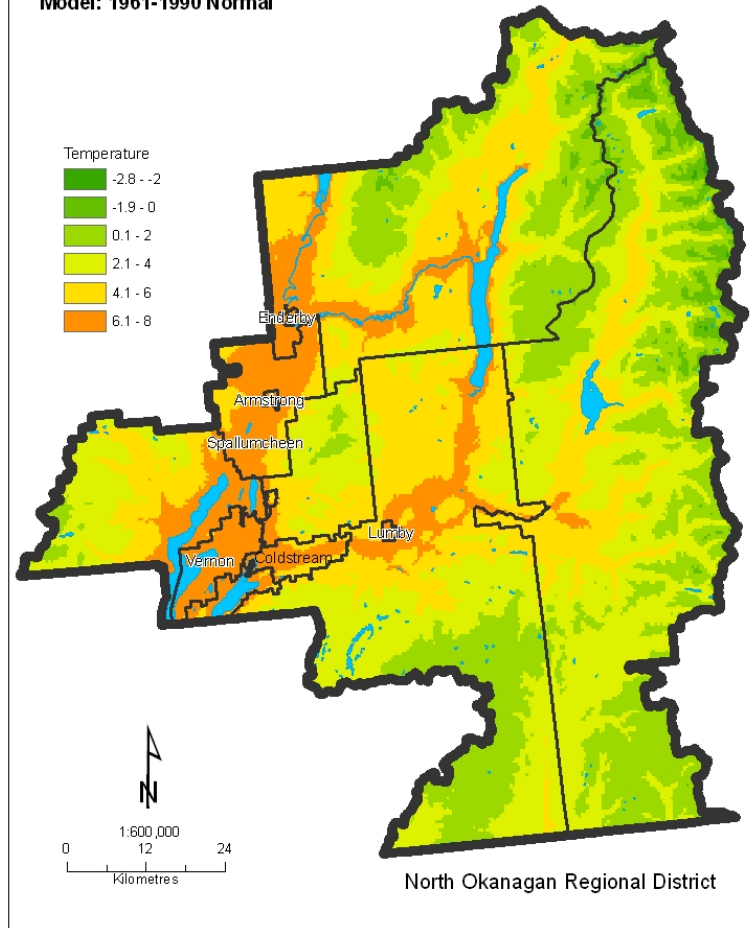 Model: 1961-1990 Normal
Temperature
-2.8 - -2
-1.9 - 0
0.1 - 2
2.1 - 4
4.1 - 6
6.1 - 8
Enderby
Armstrong
Spallumcheen
Lumby
Vernon
Coldstream
N
1:600,000
0 12 24
Kilometres
North Okanagan Regional District